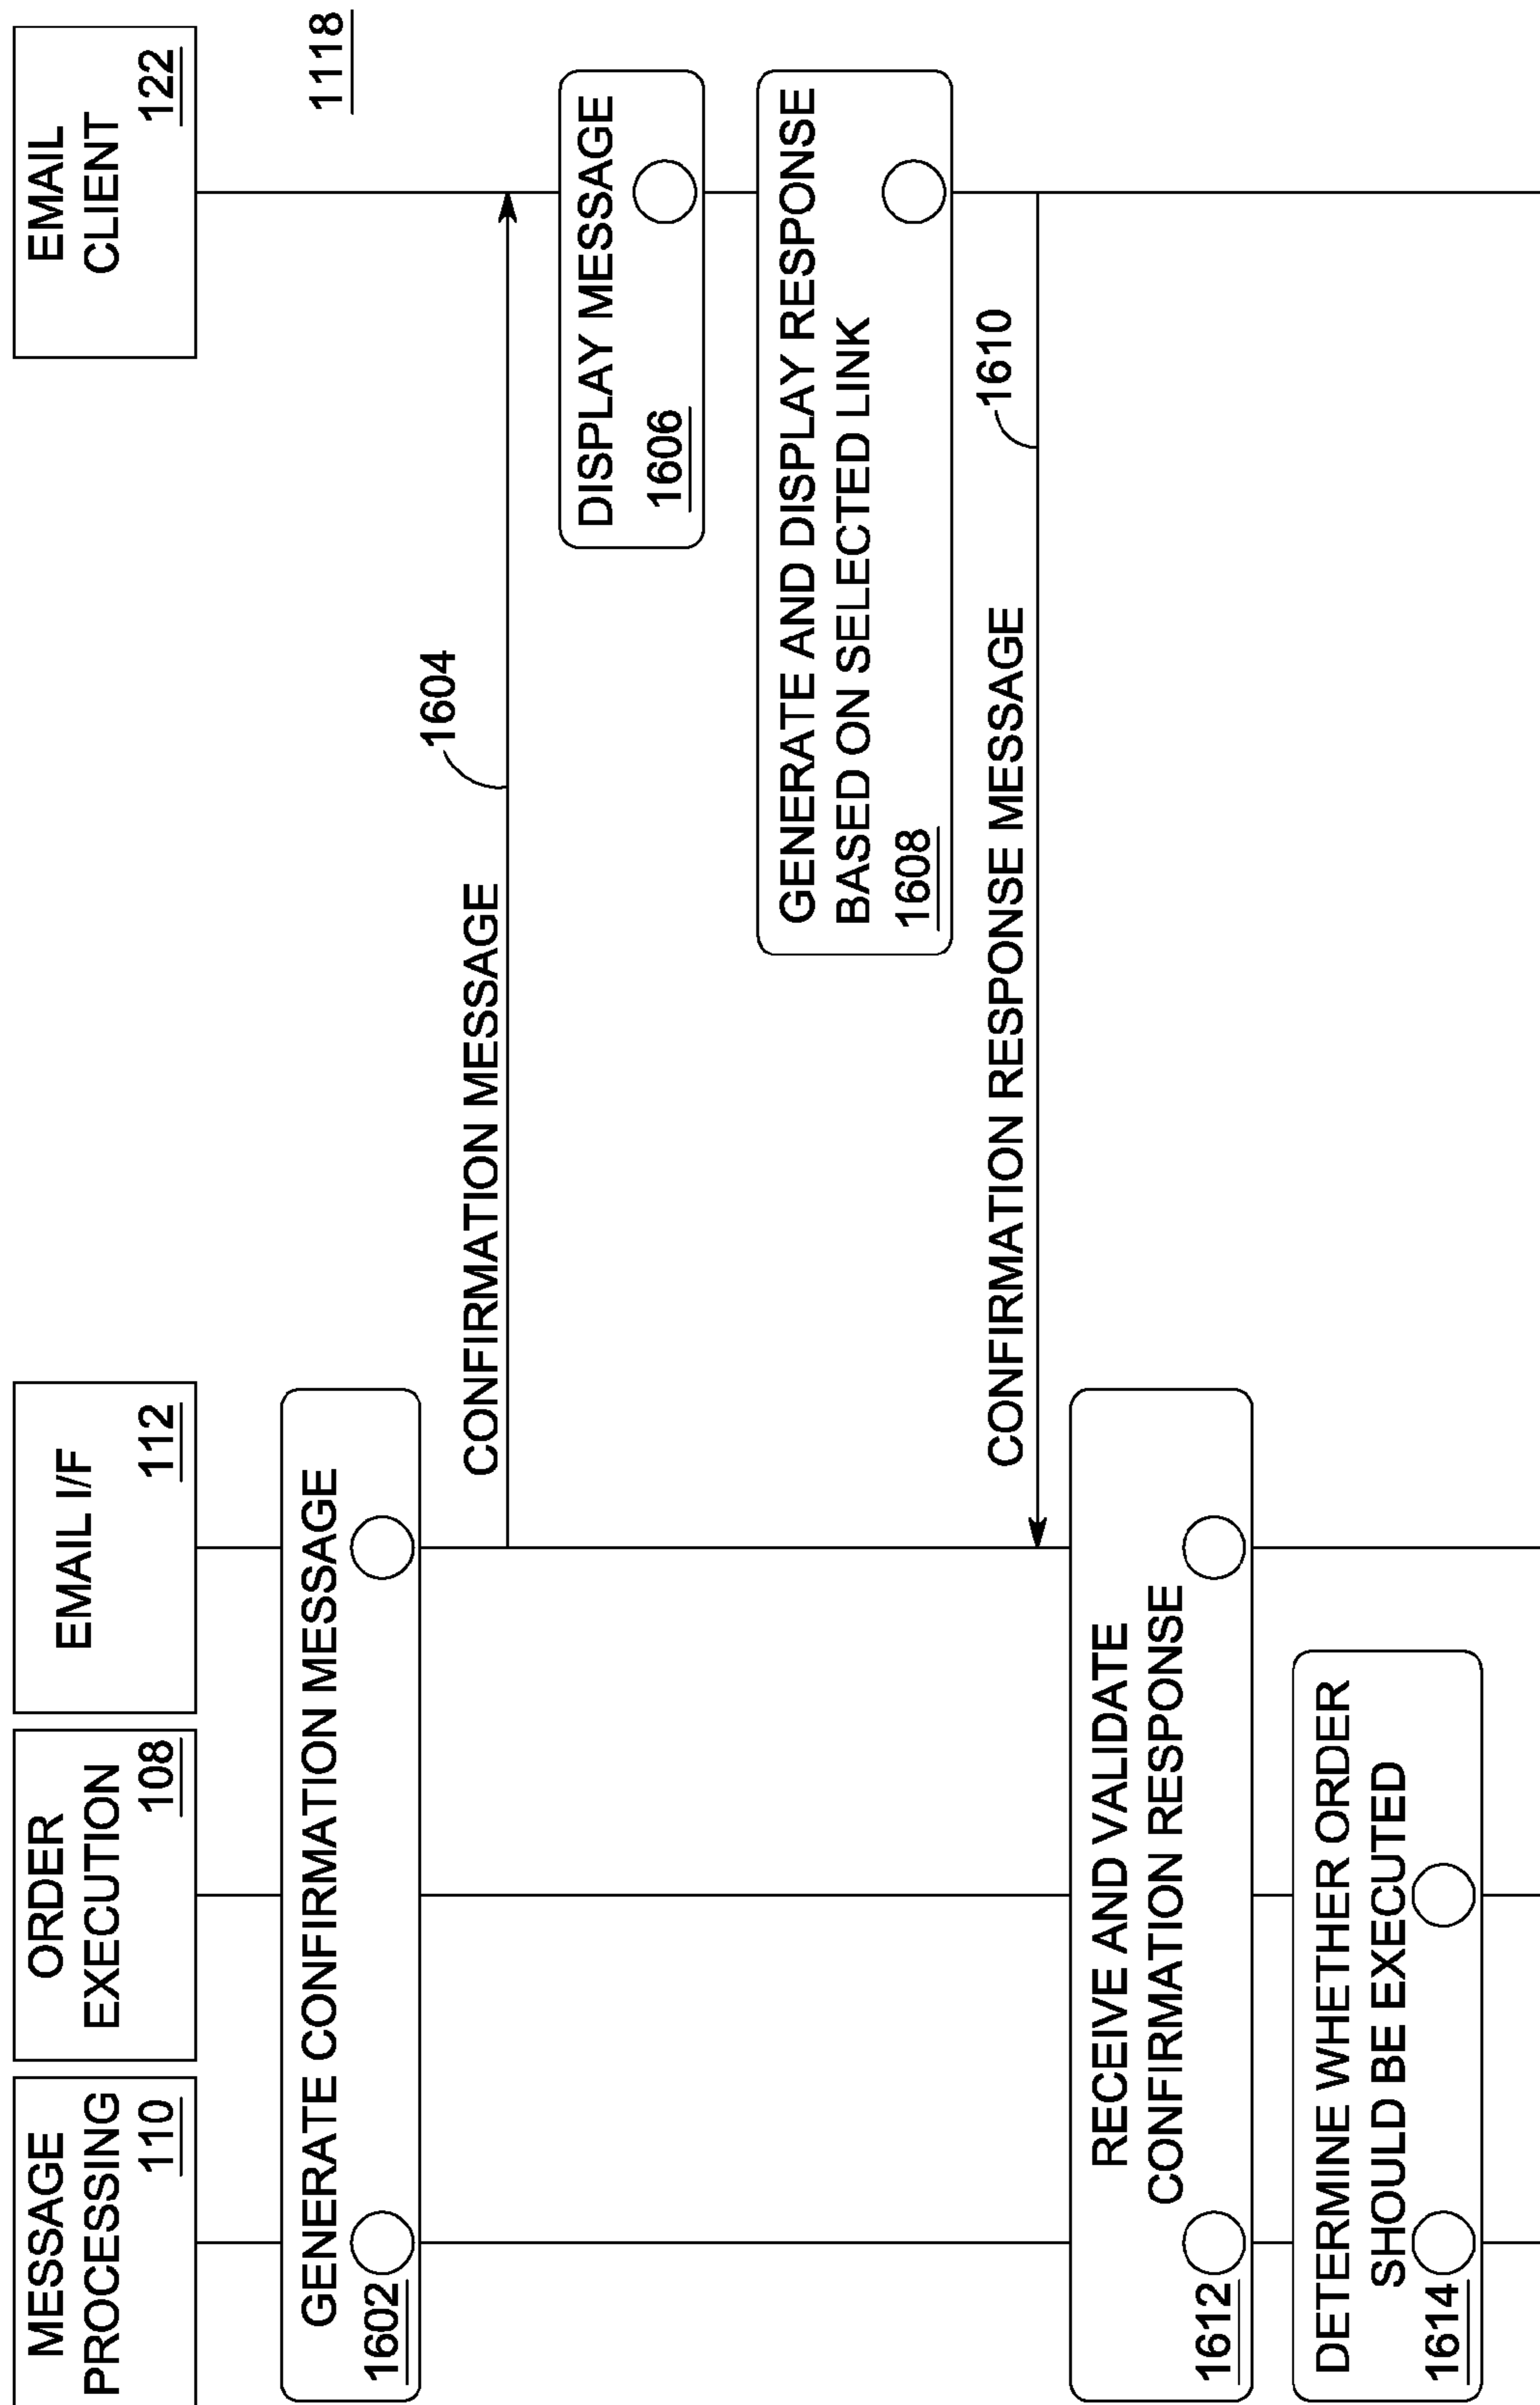 MESSAGE
PROCESSING
110
ORDER
EXECUTION
108
EMAIL I/F
112
EMAIL
CLIENT
122
1118
GENERATE CONFIRMATION MESSAGE
1602
1604
CONFIRMATION MESSAGE
DISPLAY MESSAGE
1606
GENERATE AND DISPLAY RESPONSE
BASED ON SELECTED LINK
1608
1610
CONFIRMATION RESPONSE MESSAGE
RECEIVE AND VALIDATE
CONFIRMATION RESPONSE
1612
DETERMINE WHETHER ORDER
SHOULD BE EXECUTED
1614